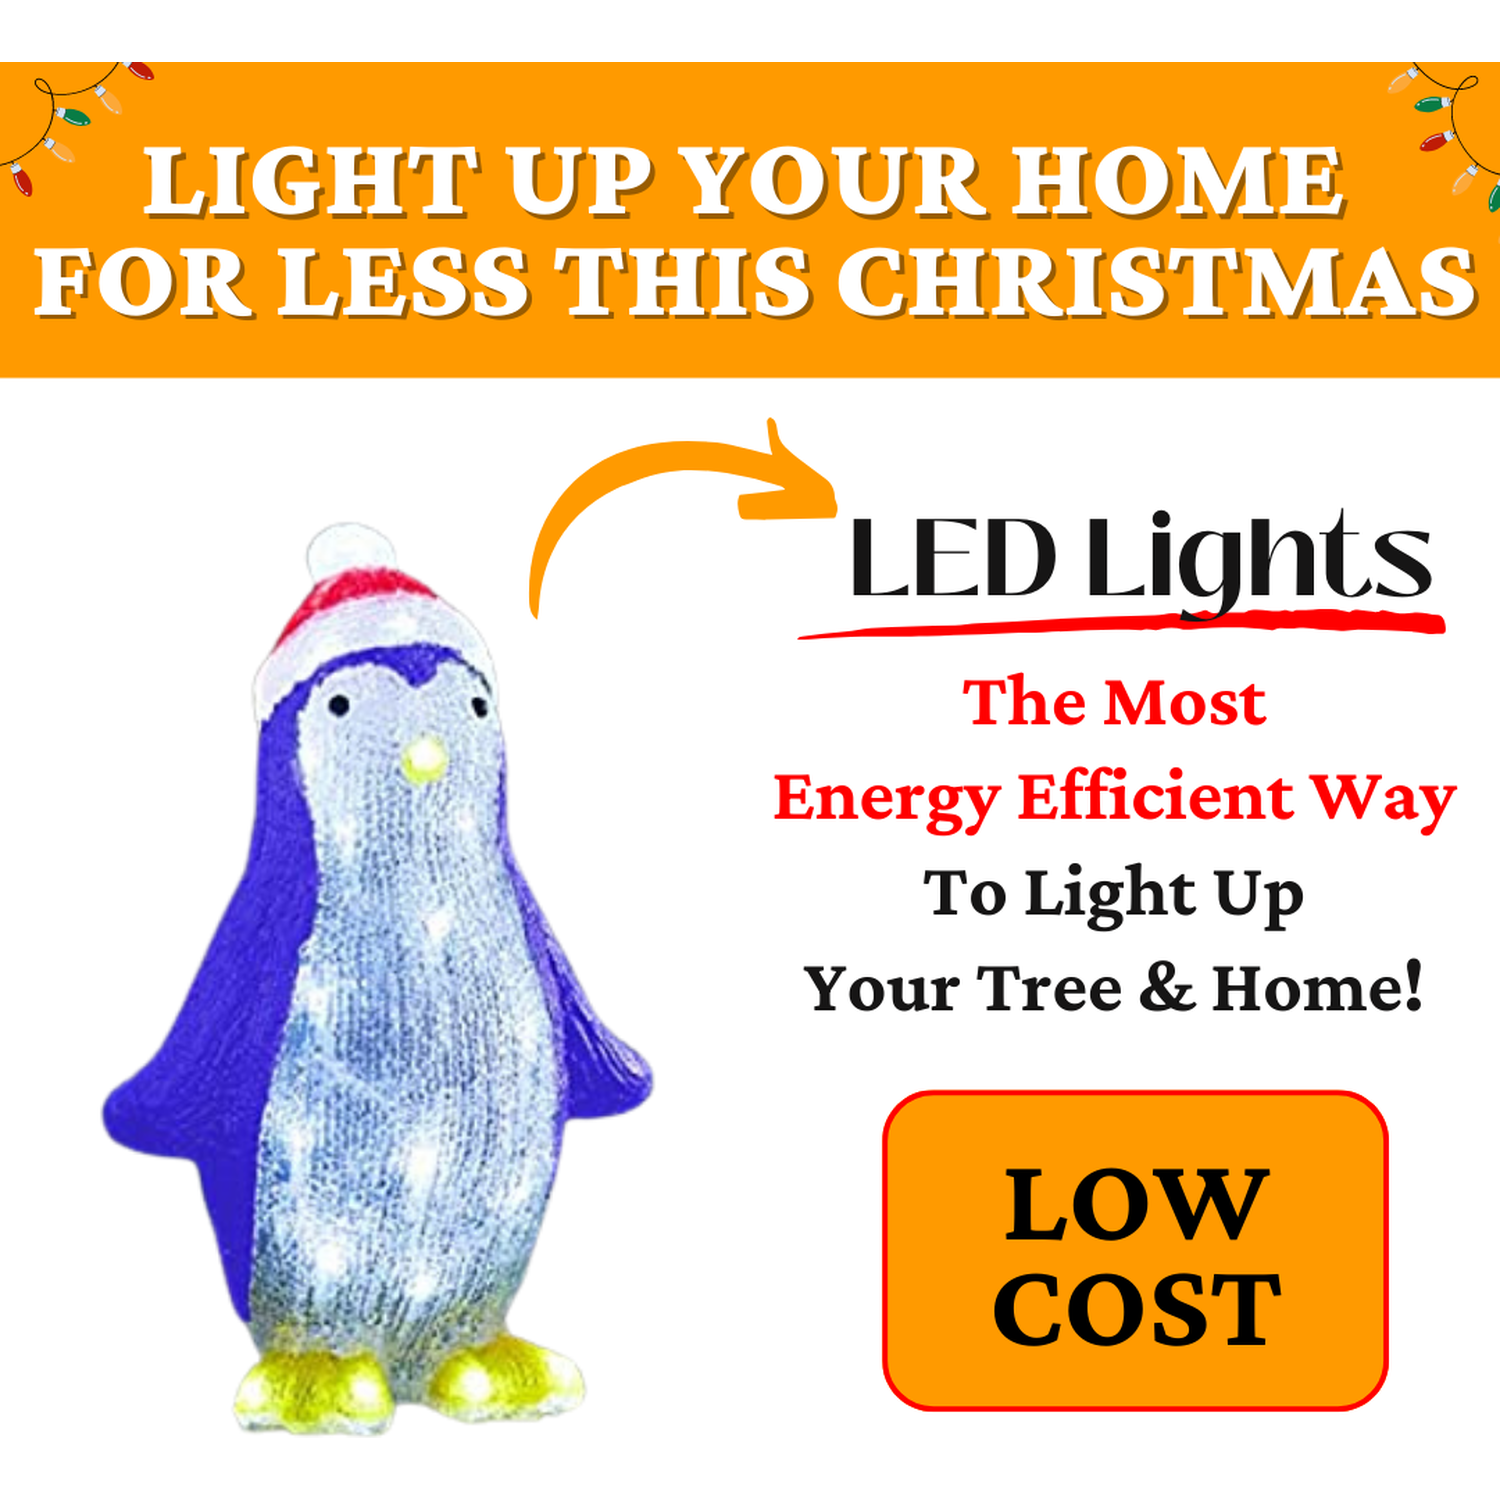 LIGHT UP YOUR HOME
FOR LESS THIS CHRISTMAS
LED Lights
The Most
Energy Efficient Way
To Light Up
Your Tree & Home!
LOW
COST